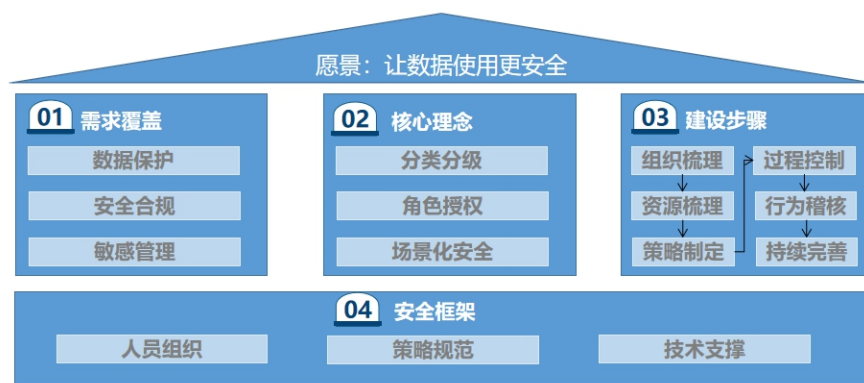 愿景：让数据使用更安全
01 需求覆盖
数据保护
安全合规
敏感管理
02 核心理念
分类分级
角色授权
场景化安全
03 建设步骤
组织梳理
资源梳理
策略制定
过程控制
行为稽核
持续完善
04 安全框架
人员组织
策略规范
技术支撑